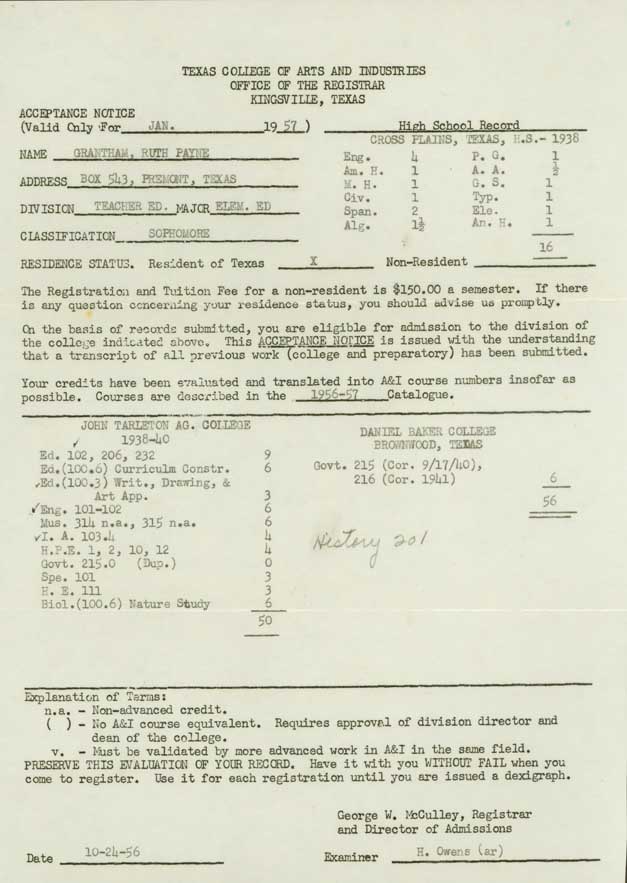 TEXAS COLLEGE OF ARTS AND INDUSTRIES
OFFICE OF THE REGISTRAR
KINGSVILLE, TEXAS
ACCEPTANCE NOTICE
(Valid Only For JAN. 1957 )
High School Record
CROSS PLAINS, TEXAS, H.S.- 1938
NAME GRANTHAM, RUTH PAYNE
ADDRESS BOX 543, PREMONT, TEXAS
DIVISION TEACHER ED. MAJOR ELEM. ED
CLASSIFICATION SOPHOMORE
Eng. 4 P. G. 1
Am. H. 1 A. A. ½
M. H. 1 G. S. 1
Civ. 1 Typ. 1
Span. 2 Ele. 1
Alg. 1½ An. H. 1
16
RESIDENCE STATUS. Resident of Texas X Non-Resident
The Registration and Tuition Fee for a non-resident is $150.00 a semester. If there
is any question concerning your residence status, you should advise us promptly.
On the basis of records submitted, you are eligible for admission to the division of
the college indicated above. This ACCEPTANCE NOTICE is issued with the understanding
that a transcript of all previous work (college and preparatory) has been submitted.
Your credits have been evaluated and translated into A&I course numbers insofar as
possible. Courses are described in the 1956-57 Catalogue.
JOHN TARLETON AG. COLLEGE
✓ 1938-40
Ed. 102, 206, 232 9
Ed.(100.6) Curriculm Constr. 6
✓Ed.(100.3) Writ., Drawing, &
Art App. 3
✓Eng. 101-102 6
Mus. 314 n.a., 315 n.a. 6
✓I. A. 103.4 4
H.P.E. 1, 2, 10, 12 4
Govt. 215.0 (Dup.) 0
Spe. 101 3
H. E. 111 3
Biol.(100.6) Nature Study 6
50
DANIEL BAKER COLLEGE
BROWNWOOD, TEXAS
Govt. 215 (Cor. 9/17/40),
216 (Cor. 1941) 6
56
History 201
Explanation of Terms:
n.a. - Non-advanced credit.
( ) - No A&I course equivalent. Requires approval of division director and
dean of the college.
v. - Must be validated by more advanced work in A&I in the same field.
PRESERVE THIS EVALUATION OF YOUR RECORD. Have it with you WITHOUT FAIL when you
come to register. Use it for each registration until you are issued a dexigraph.
George W. McCulley, Registrar
and Director of Admissions
Date 10-24-56
Examiner H. Owens (ar)